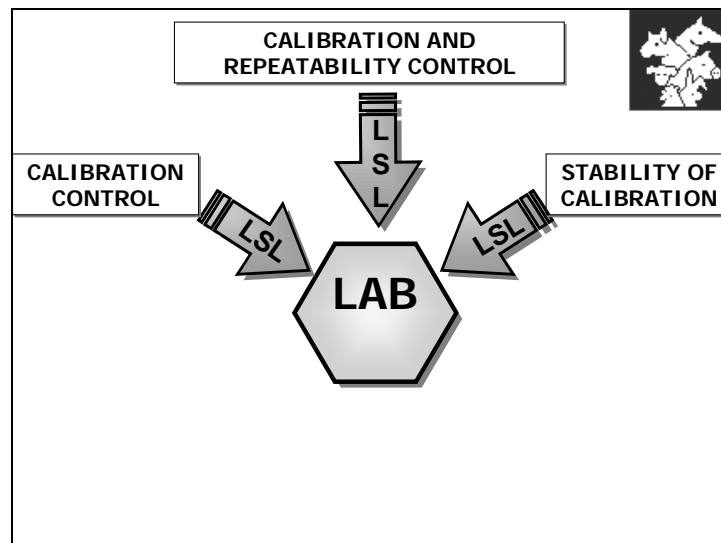 CALIBRATION AND
REPEATABILITY CONTROL
CALIBRATION
CONTROL
STABILITY OF
CALIBRATION
LSL
L
S
L
LSL
LAB